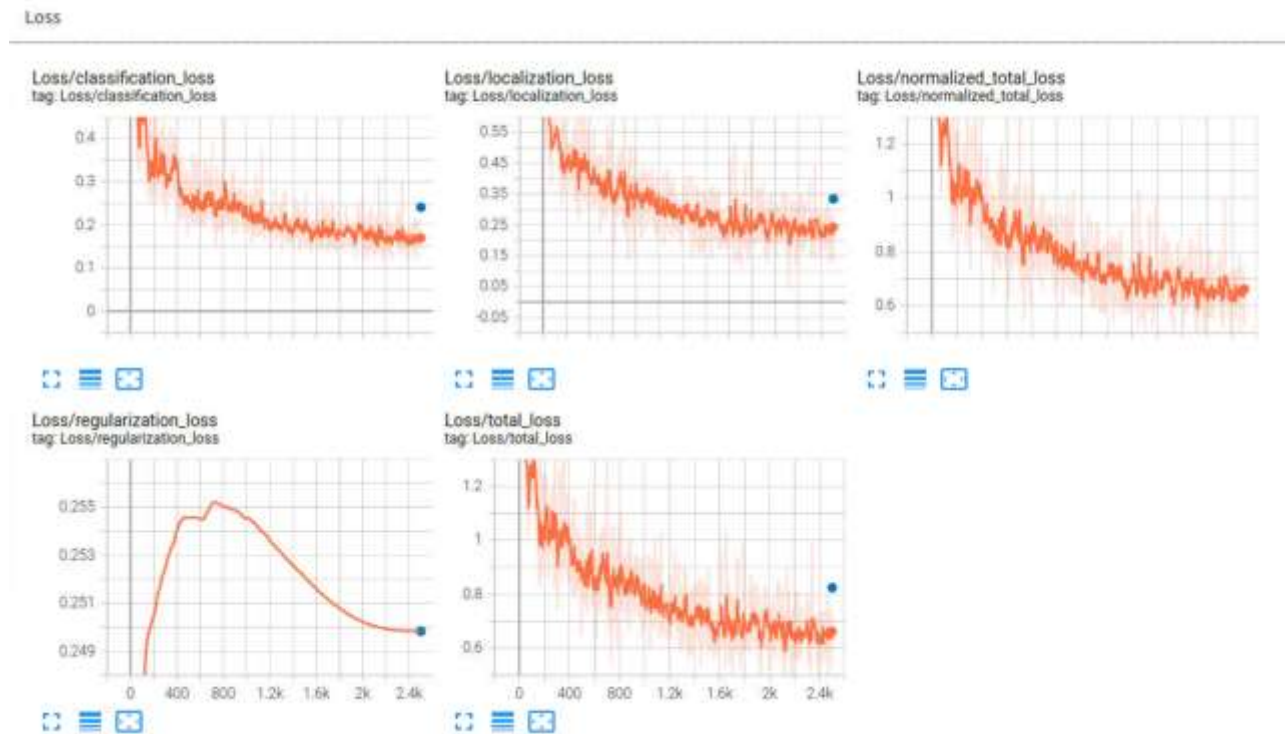 Loss
Loss/classification_loss
tag: Loss/classification_loss
0.4
0.3
0.2
0.1
0
Loss/localization_loss
tag: Loss/localization_loss
0.55
0.45
0.35
0.25
0.15
0.05
-0.05
Loss/normalized_total_loss
tag: Loss/normalized_total_loss
1.2
1
0.8
0.6
Loss/regularization_loss
tag: Loss/regularization_loss
0.255
0.253
0.251
0.249
0 400 800 1.2k 1.6k 2k 2.4k
Loss/total_loss
tag: Loss/total_loss
1.2
1
0.8
0.6
0 400 800 1.2k 1.6k 2k 2.4k